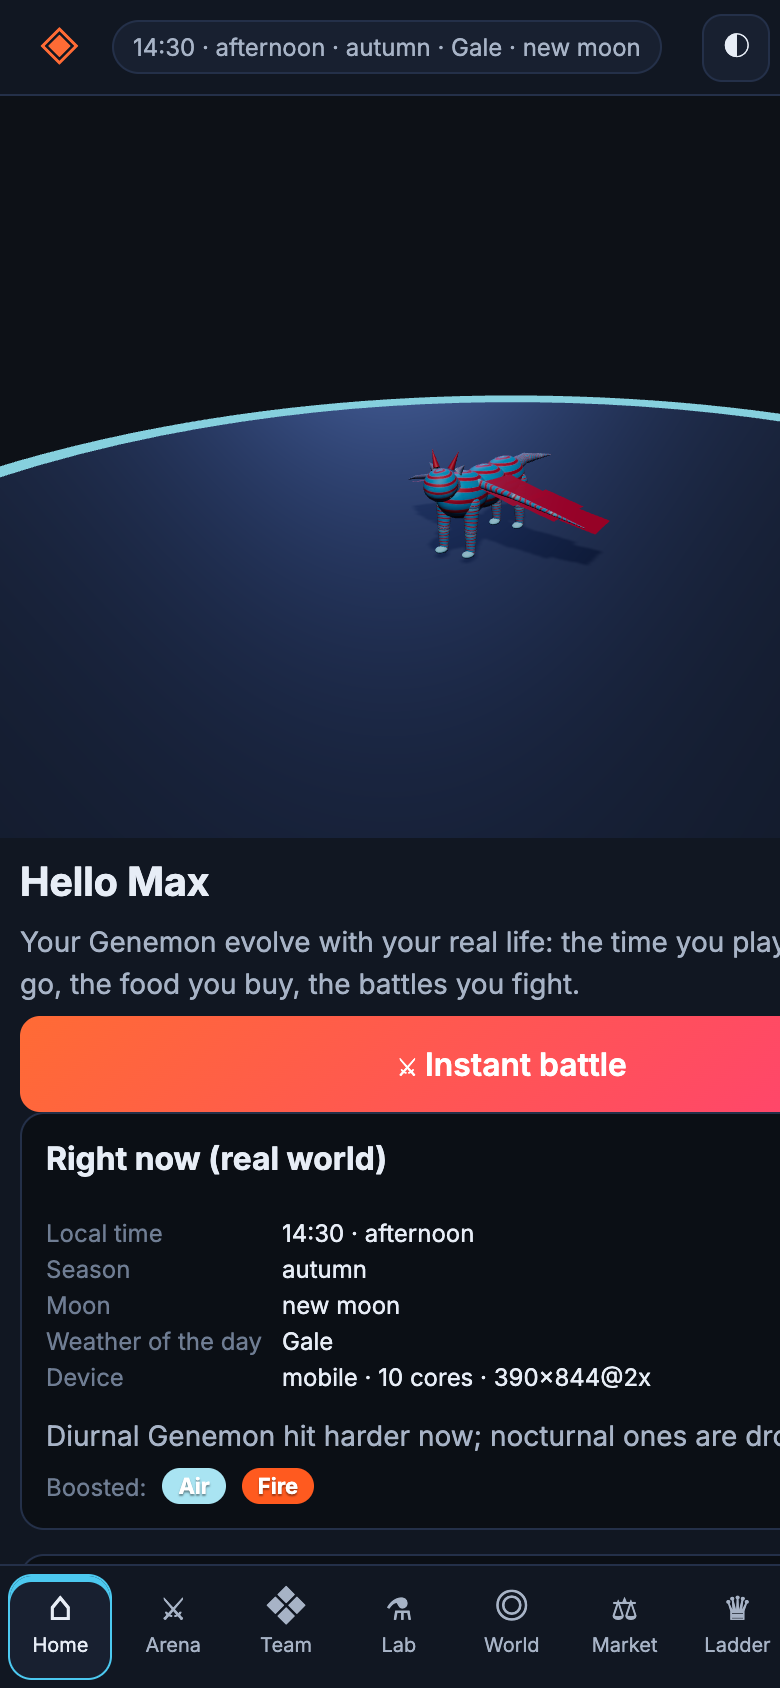 14:30 · afternoon · autumn · Gale · new moon
Hello Max
Your Genemon evolve with your real life: the time you play
go, the food you buy, the battles you fight.
⚔ Instant battle
Right now (real world)
Local time 14:30 · afternoon
Season autumn
Moon new moon
Weather of the day Gale
Device mobile · 10 cores · 390×844@2x
Diurnal Genemon hit harder now; nocturnal ones are
Boosted: Air Fire
Home Arena Team Lab World Market Ladder